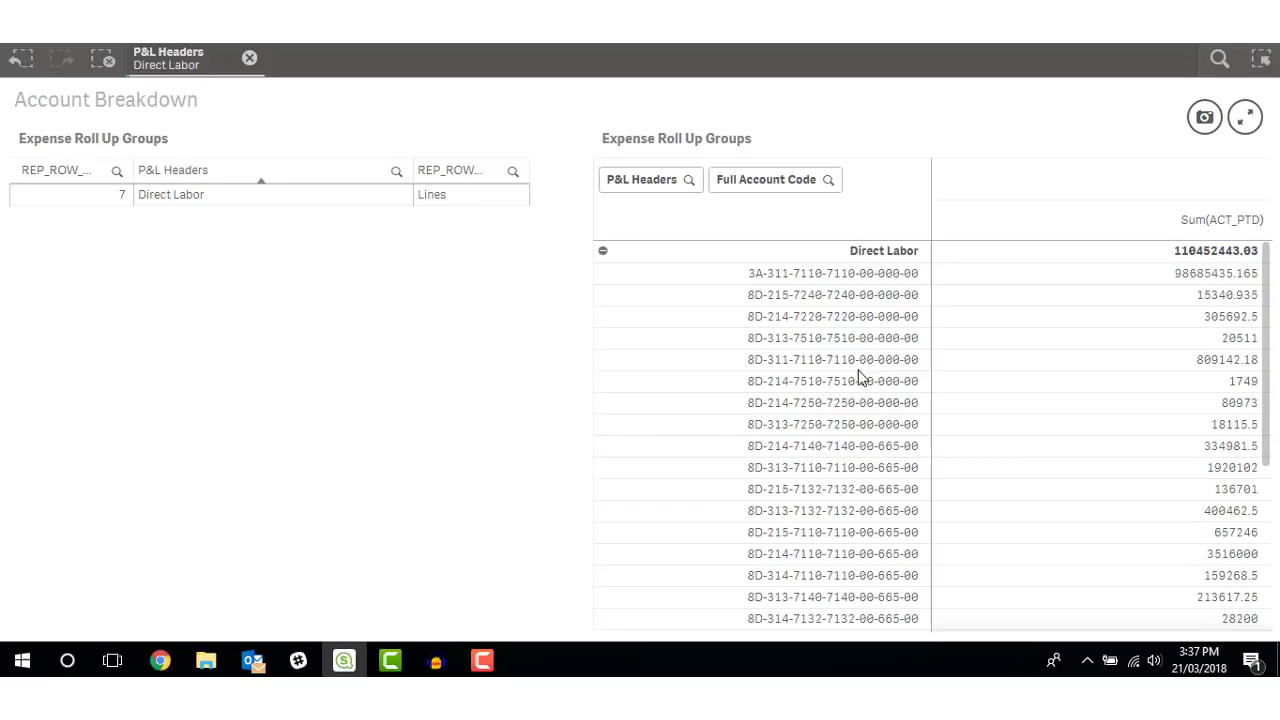 P&L Headers
Direct Labor
Account Breakdown
Expense Roll Up Groups
REP_ROW_... P&L Headers REP_ROW...
7 Direct Labor Lines
Expense Roll Up Groups
P&L Headers Full Account Code
Sum(ACT_PTD)
Direct Labor 110452443.03
3A-311-7110-7110-00-000-00 98685435.165
8D-215-7240-7240-00-000-00 15340.935
8D-214-7220-7220-00-000-00 305692.5
8D-313-7510-7510-00-000-00 20511
8D-311-7110-7110-00-000-00 809142.18
8D-214-7510-7510-00-000-00 1749
8D-214-7250-7250-00-000-00 80973
8D-313-7250-7250-00-000-00 18115.5
8D-214-7140-7140-00-665-00 334981.5
8D-313-7110-7110-00-665-00 1920102
8D-215-7132-7132-00-665-00 136701
8D-313-7132-7132-00-665-00 400462.5
8D-215-7110-7110-00-665-00 657246
8D-214-7110-7110-00-665-00 3516000
8D-314-7110-7110-00-665-00 159268.5
8D-313-7140-7140-00-665-00 213617.25
8D-314-7132-7132-00-665-00 28200
3:37 PM
21/03/2018
1